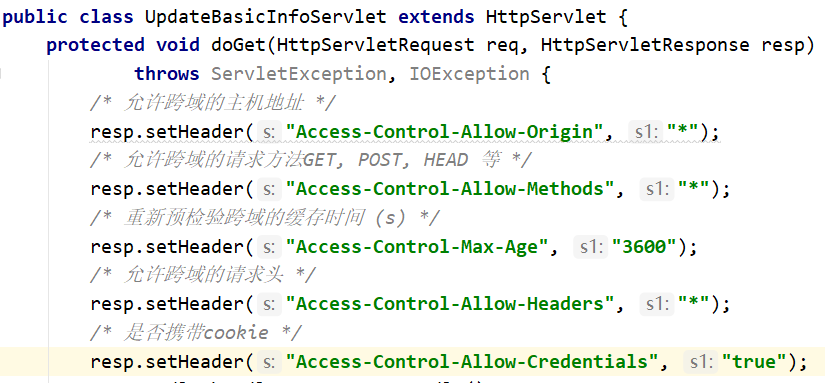 public class UpdateBasicInfoServlet extends HttpServlet {
protected void doGet(HttpServletRequest req, HttpServletResponse resp)
throws ServletException, IOException {
/* 允许跨域的主机地址 */
resp.setHeader( s: "Access-Control-Allow-Origin", s1: "*");
/* 允许跨域的请求方法GET, POST, HEAD 等 */
resp.setHeader( s: "Access-Control-Allow-Methods", s1: "*");
/* 重新预检验跨域的缓存时间 (s) */
resp.setHeader( s: "Access-Control-Max-Age", s1: "3600");
/* 允许跨域的请求头 */
resp.setHeader( s: "Access-Control-Allow-Headers", s1: "*");
/* 是否携带cookie */
resp.setHeader( s: "Access-Control-Allow-Credentials", s1: "true");